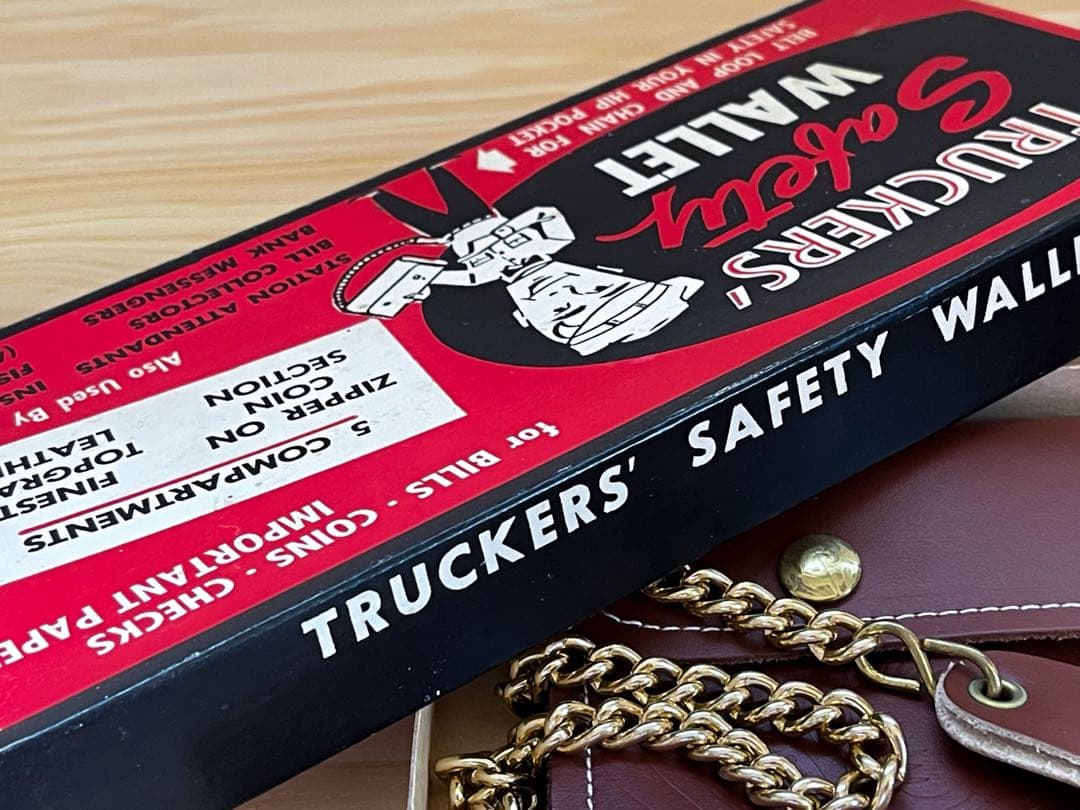 TRUCKERS'
Safety
WALLET
BELT LOOP AND CHAIN FOR
SAFETY IN YOUR HIP POCKET
for BILLS - COINS - CHECKS
IMPORTANT
5 COMPARTMENTS
ZIPPER ON
COIN
SECTION
FINEST
Also Used By
STATION ATTENDANTS
BILL COLLECTORS
BANK MESSENGERS
TRUCKERS' SAFETY WALLE